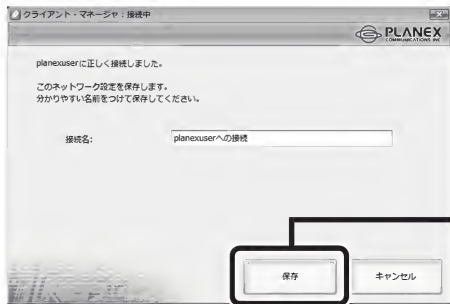 クライアント・マネージャ：接続中
PLANEX
COMMUNICATIONS INC
planexuserに正しく接続しました。
このネットワーク設定を保存します。
分かりやすい名前をつけて保存してください。
接続名:
planexuserへの接続
保存
キャンセル